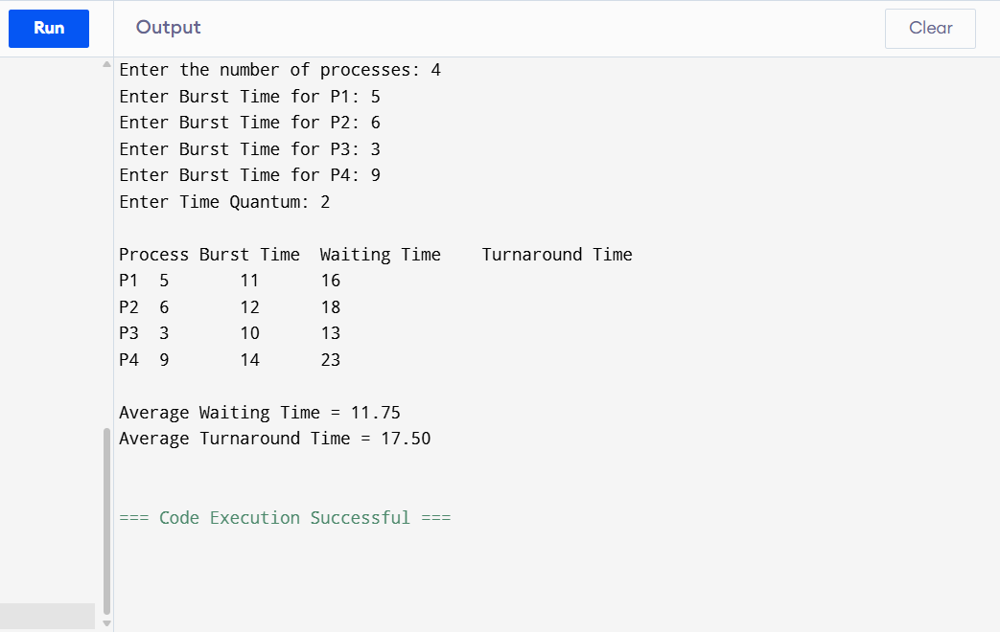 Run
Output
Clear
Enter the number of processes: 4
Enter Burst Time for P1: 5
Enter Burst Time for P2: 6
Enter Burst Time for P3: 3
Enter Burst Time for P4: 9
Enter Time Quantum: 2
Process Burst Time  Waiting Time    Turnaround Time
P1  5       11      16
P2  6       12      18
P3  3       10      13
P4  9       14      23
Average Waiting Time = 11.75
Average Turnaround Time = 17.50
=== Code Execution Successful ===